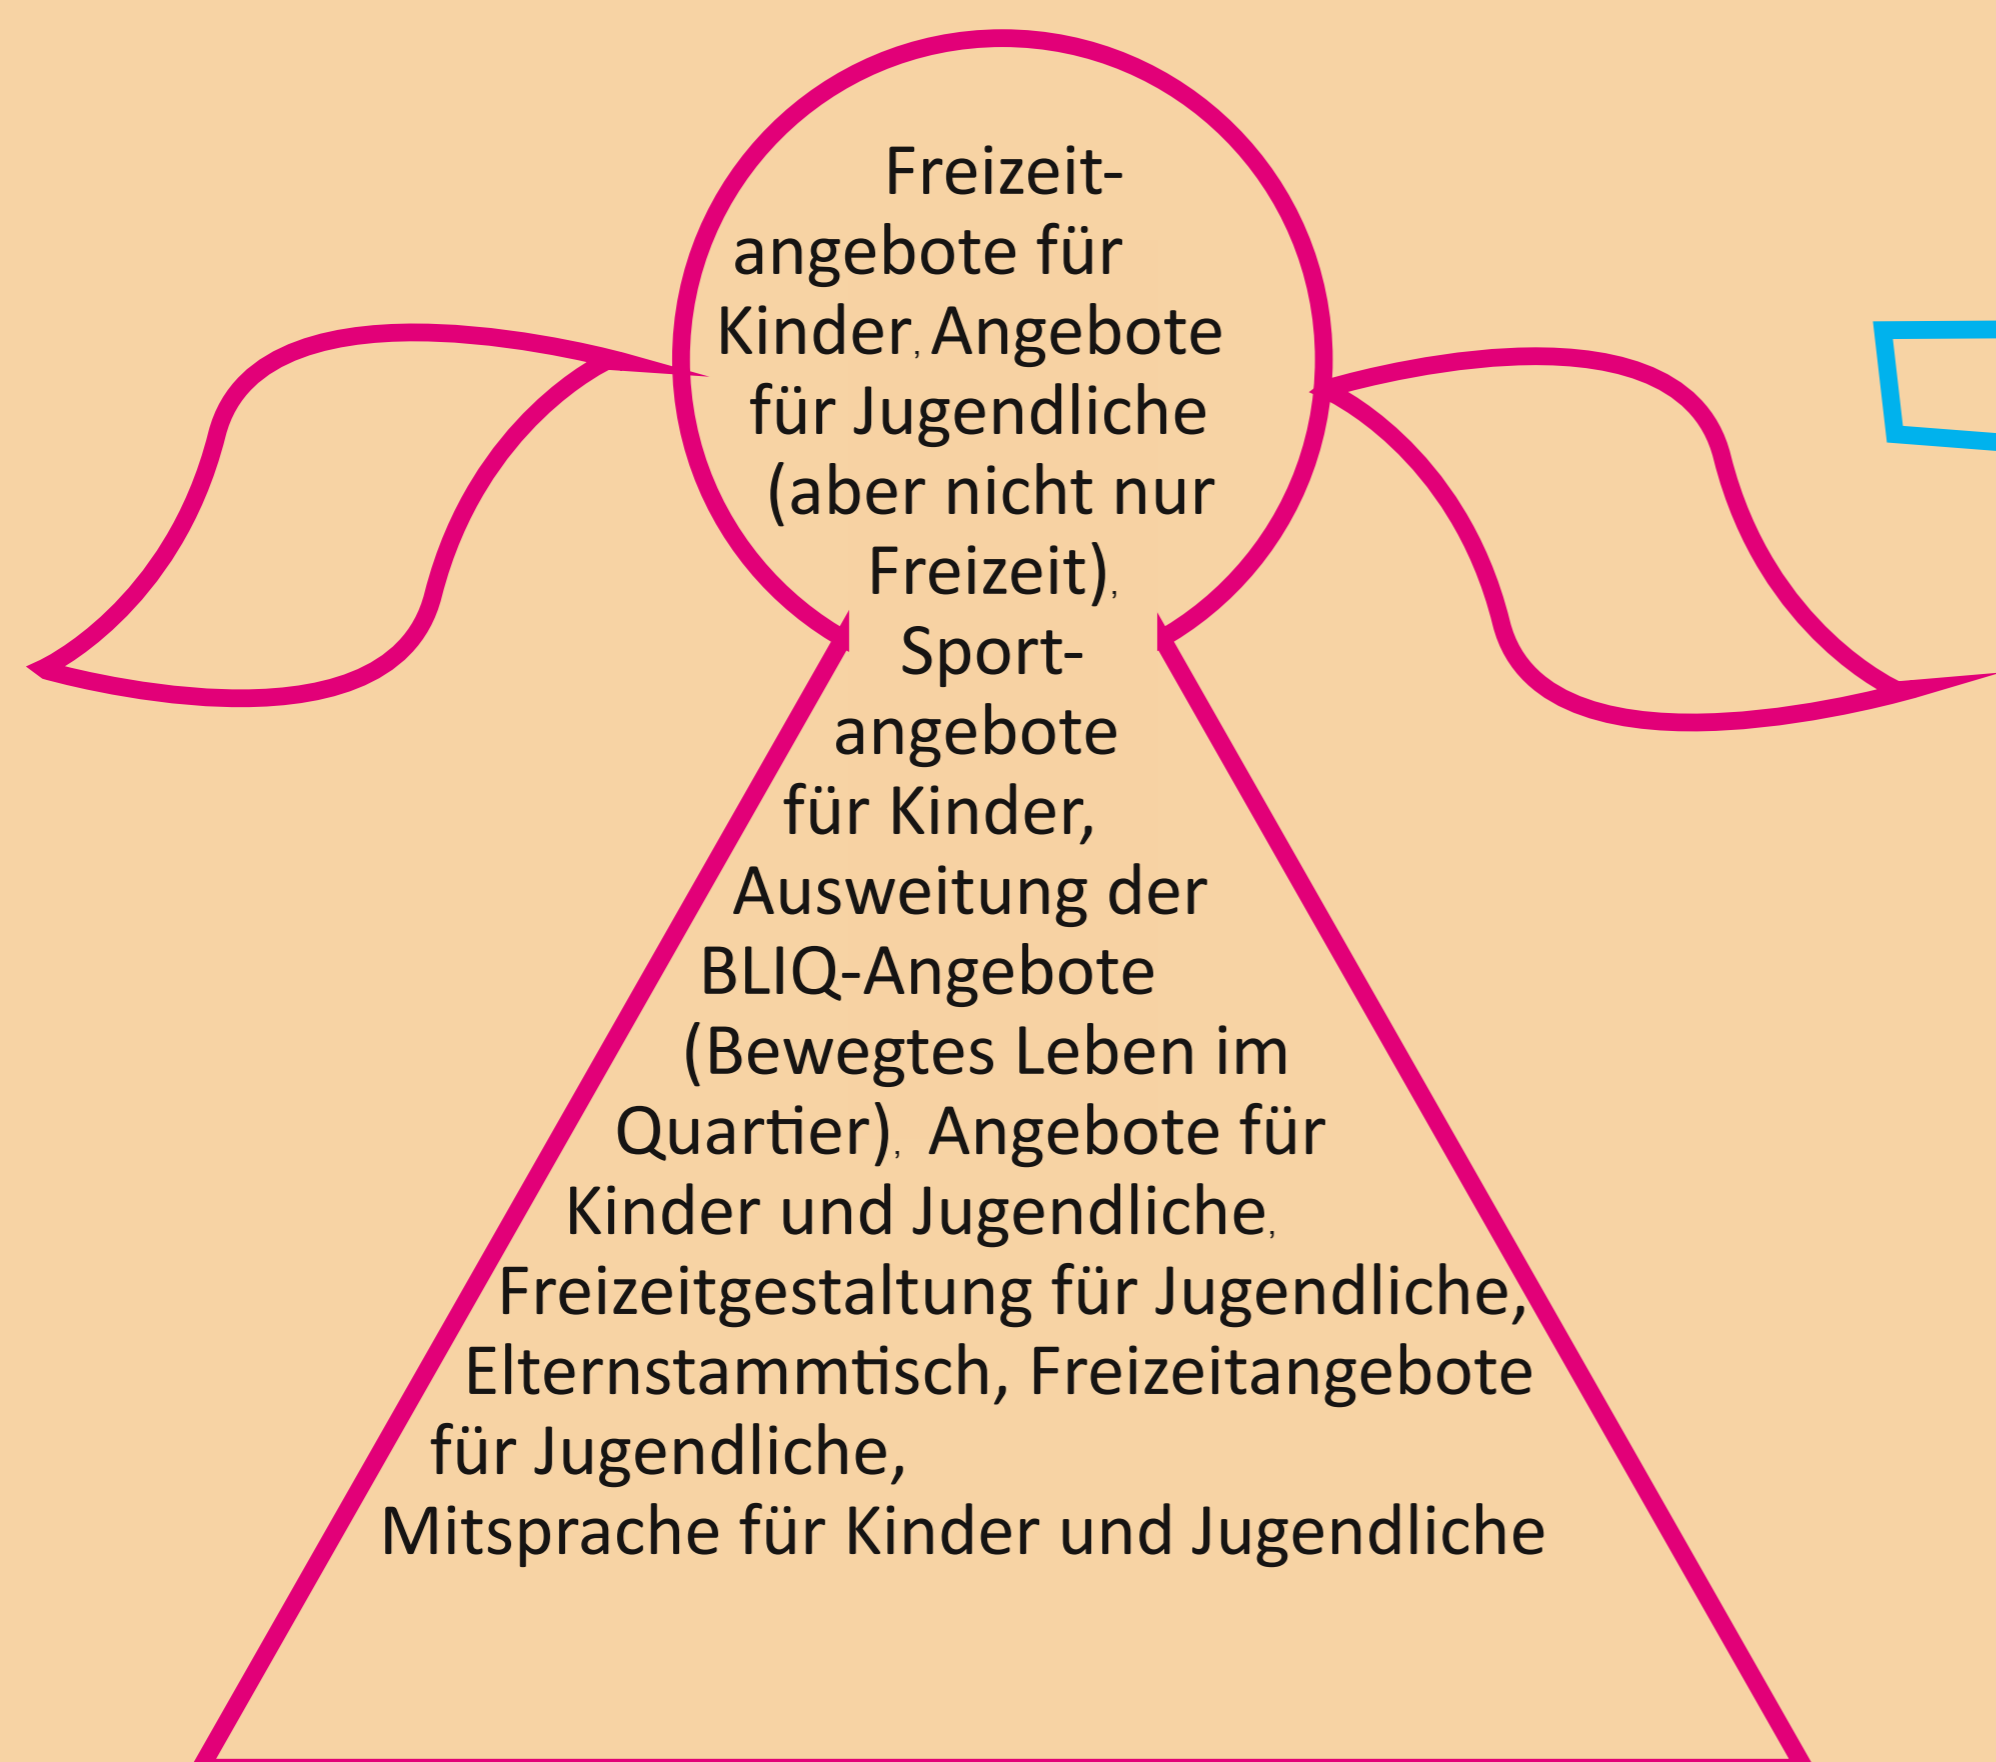 Freizeit-
angebote für
Kinder, Angebote
für Jugendliche
(aber nicht nur
Freizeit),
Sport-
angebote
für Kinder,
Ausweitung der
BLIQ-Angebote
(Bewegtes Leben im
Quartier), Angebote für
Kinder und Jugendliche,
Freizeitgestaltung für Jugendliche,
Elternstammtisch, Freizeitangebote
für Jugendliche,
Mitsprache für Kinder und Jugendliche